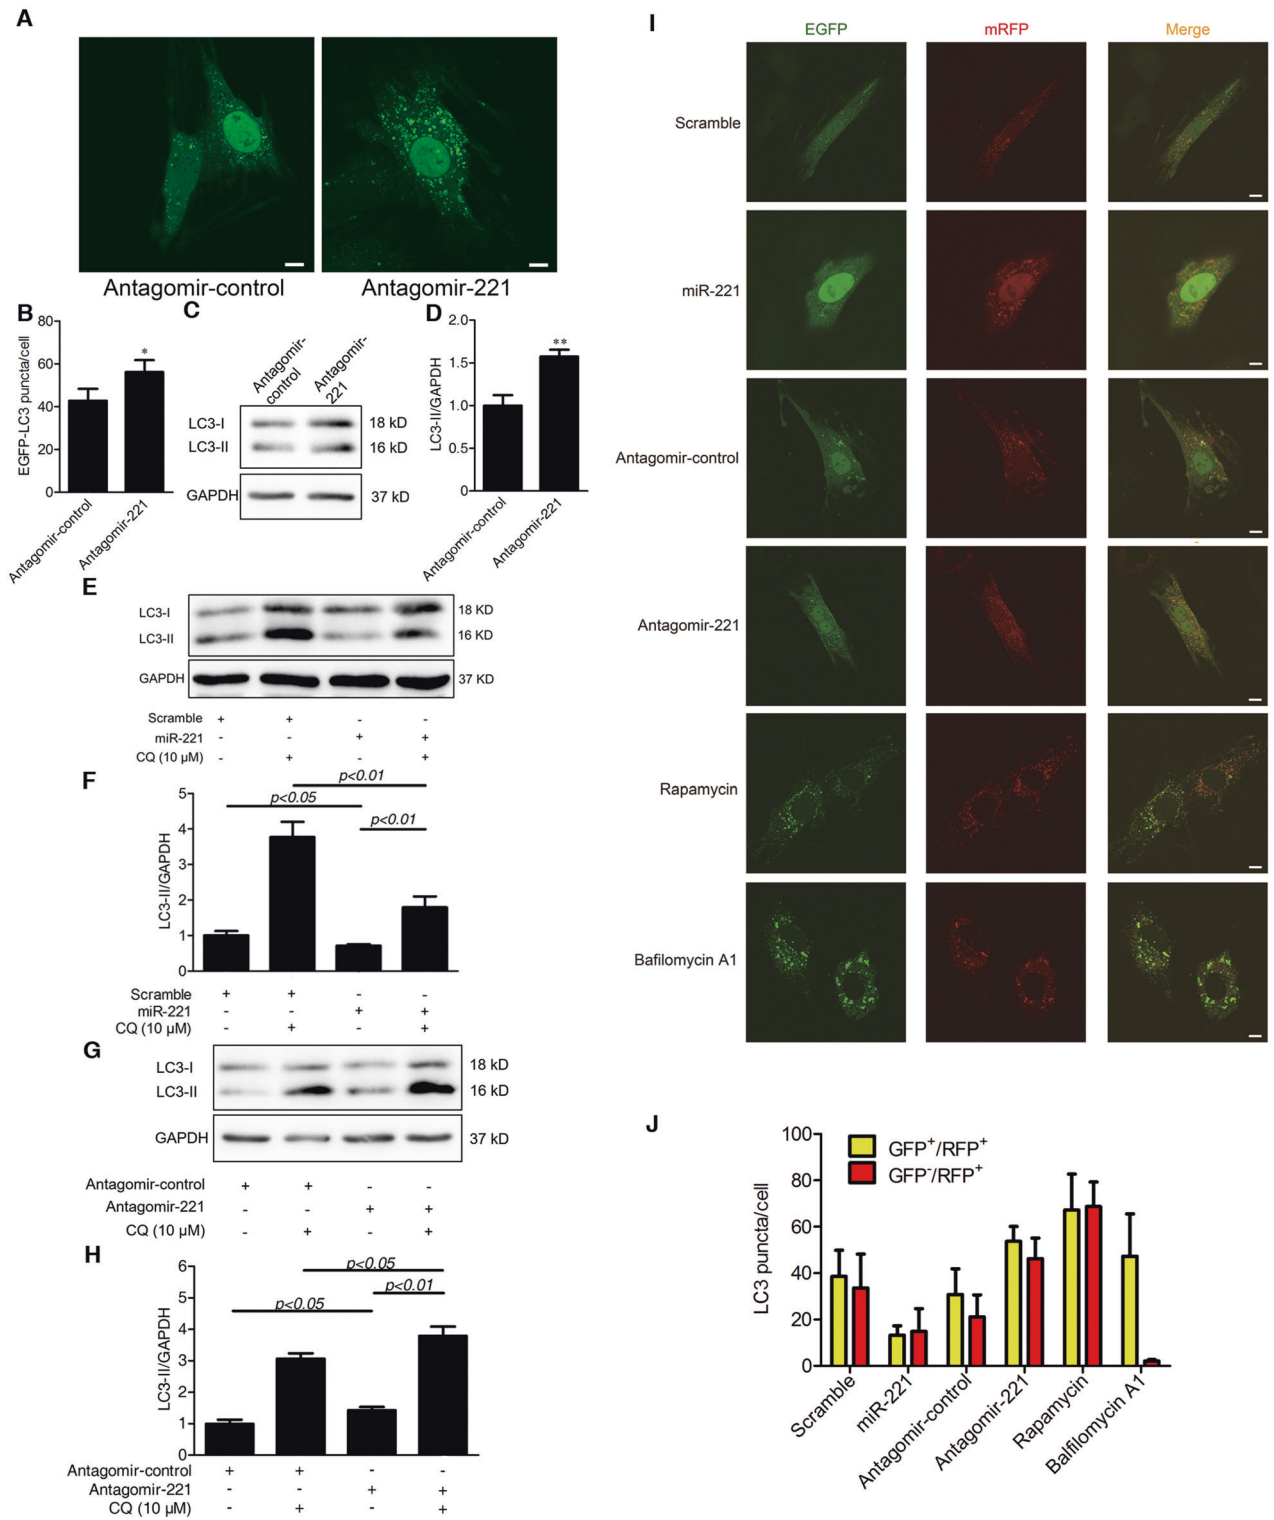 A
Antagomir-control
Antagomir-221
B
EGFP-LC3 puncta/cell
80
60
40
20
0
*
Antagomir-control
Antagomir-221
C
Antagomir-
control
Antagomir-
221
LC3-I
18 kD
LC3-II
16 kD
GAPDH
37 kD
D
LC3-II/GAPDH
2.0
1.5
1.0
0.5
0
**
Antagomir-control
Antagomir-221
E
LC3-I
18 KD
LC3-II
16 KD
GAPDH
37 KD
Scramble + + - -
miR-221 - - + +
CQ (10 µM) - + - +
F
LC3-II/GAPDH
5
4
3
2
1
0
p<0.01
p<0.05
p<0.01
Scramble + + - -
miR-221 - - + +
CQ (10 µM) - + - +
G
LC3-I
18 kD
LC3-II
16 kD
GAPDH
37 kD
Antagomir-control + + - -
Antagomir-221 - - + +
CQ (10 µM) - + - +
H
LC3-II/GAPDH
6
5
4
3
2
1
0
p<0.05
p<0.01
p<0.05
Antagomir-control + + - -
Antagomir-221 - - + +
CQ (10 µM) - + - +
I
EGFP
mRFP
Merge
Scramble
miR-221
Antagomir-control
Antagomir-221
Rapamycin
Bafilomycin A1
J
LC3 puncta/cell
100
80
60
40
20
0
GFP⁺/RFP⁺
GFP⁻/RFP⁺
Scramble
miR-221
Antagomir-control
Antagomir-221
Rapamycin
Balfilomycin A1